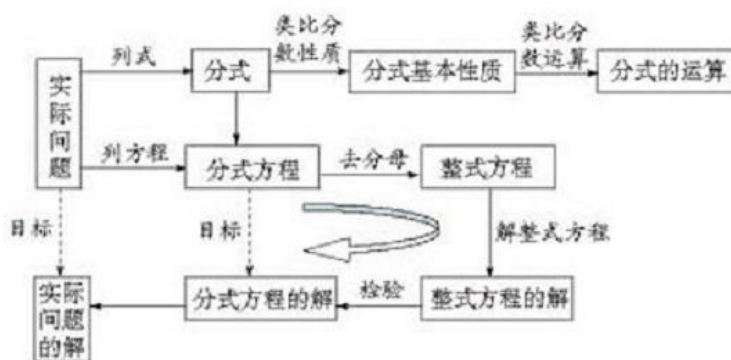 类比分
数性质
类比分
数运算
列式
分式
分式基本性质
分式的运算
实际问题
列方程
分式方程
去分母
整式方程
目标
目标
解整式方程
实际
问题
的解
分式方程的解
检验
整式方程的解